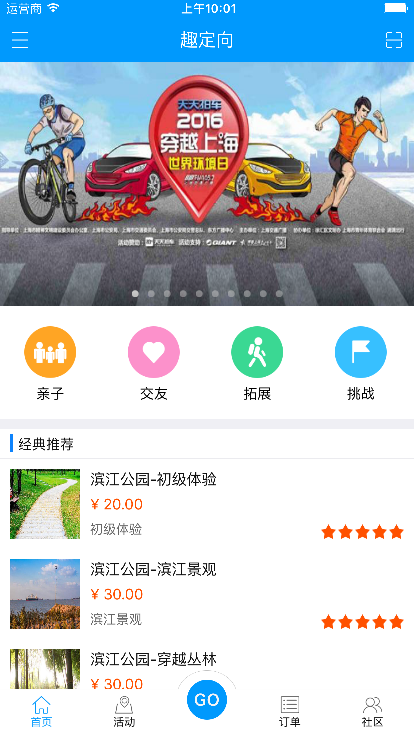 运营商
上午10:01
趣定向
天天拍车
2016
穿越上海
世界环境日
GIANT
亲子
交友
拓展
挑战
经典推荐
滨江公园-初级体验
¥ 20.00
初级体验
滨江公园-滨江景观
¥ 30.00
滨江景观
滨江公园-穿越丛林
¥ 30.00
GO
首页
活动
订单
社区